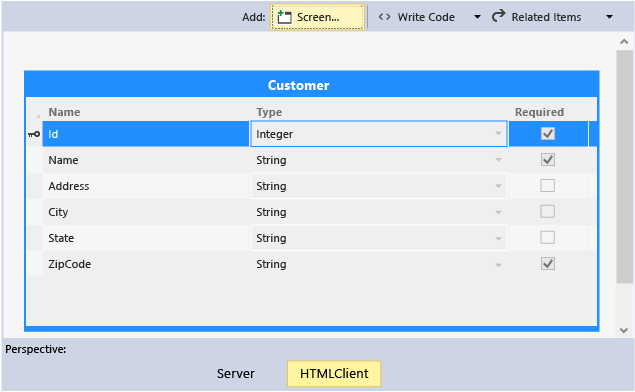 Add: Screen... <> Write Code Related Items
Customer
Name Type Required
Id Integer
Name String
Address String
City String
State String
ZipCode String
Perspective:
Server HTMLClient